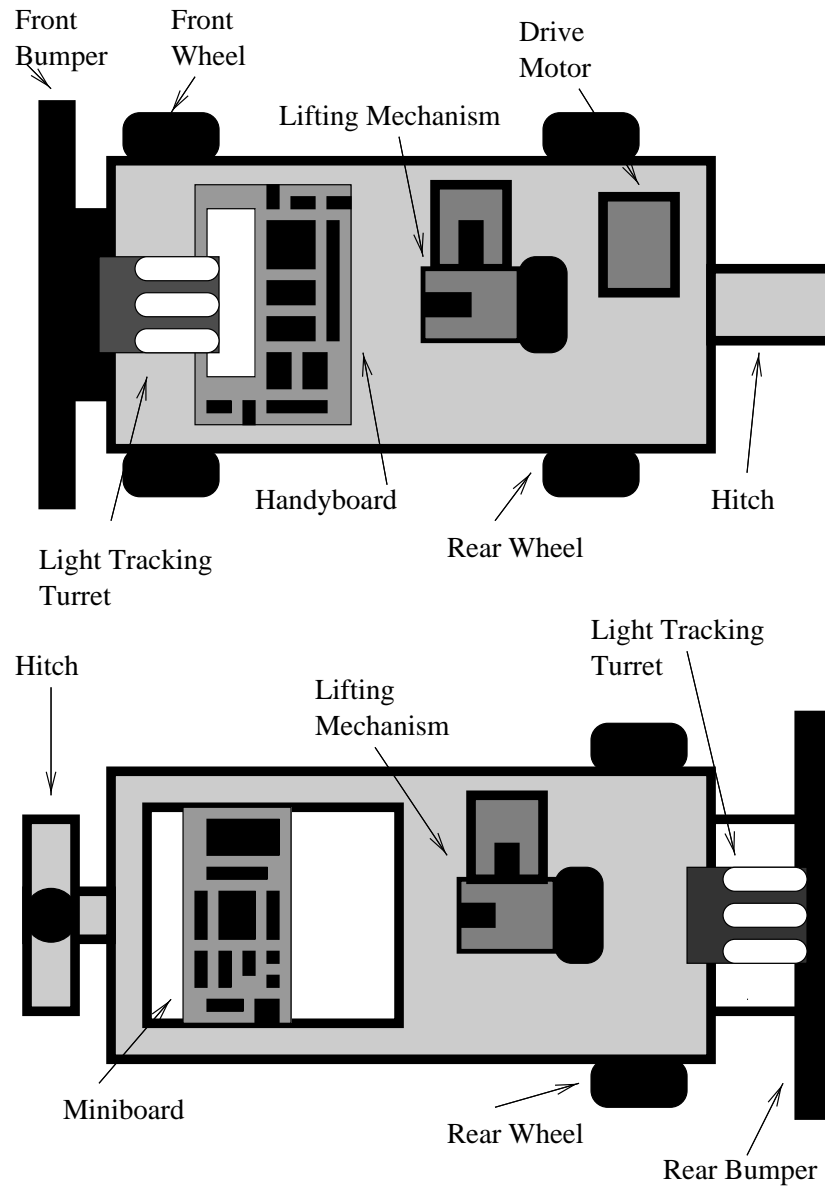 Front
Bumper
Front
Wheel
Drive
Motor
Lifting Mechanism
Handyboard
Hitch
Rear Wheel
Light Tracking
Turret
Light Tracking
Turret
Hitch
Lifting
Mechanism
Miniboard
Rear Wheel
Rear Bumper